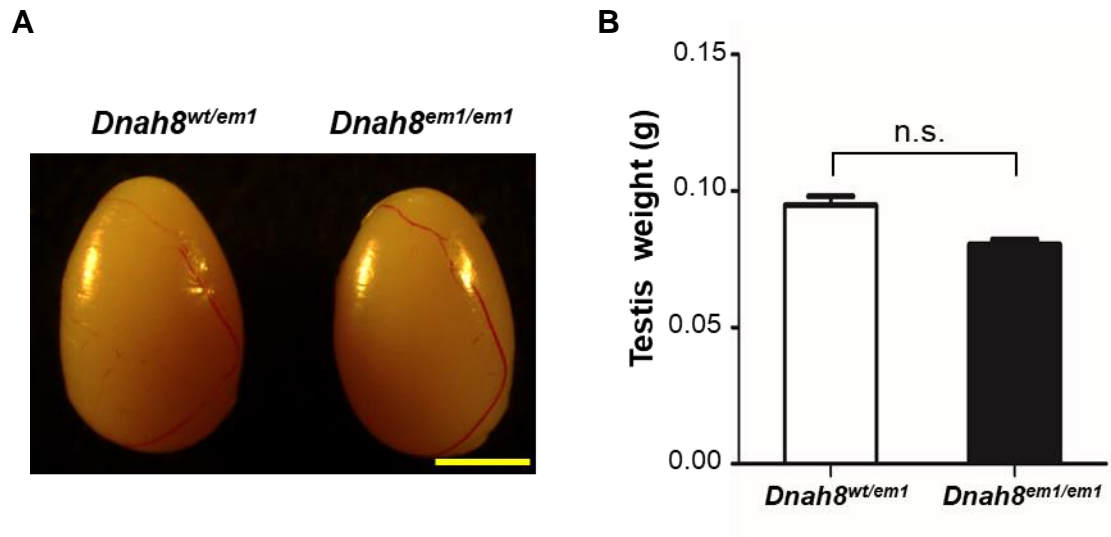 A
Dnah8wt/em1 Dnah8em1/em1
B
0.15
n.s.
0.10
0.05
0.00
Testis weight (g)
Dnah8wt/em1 Dnah8em1/em1